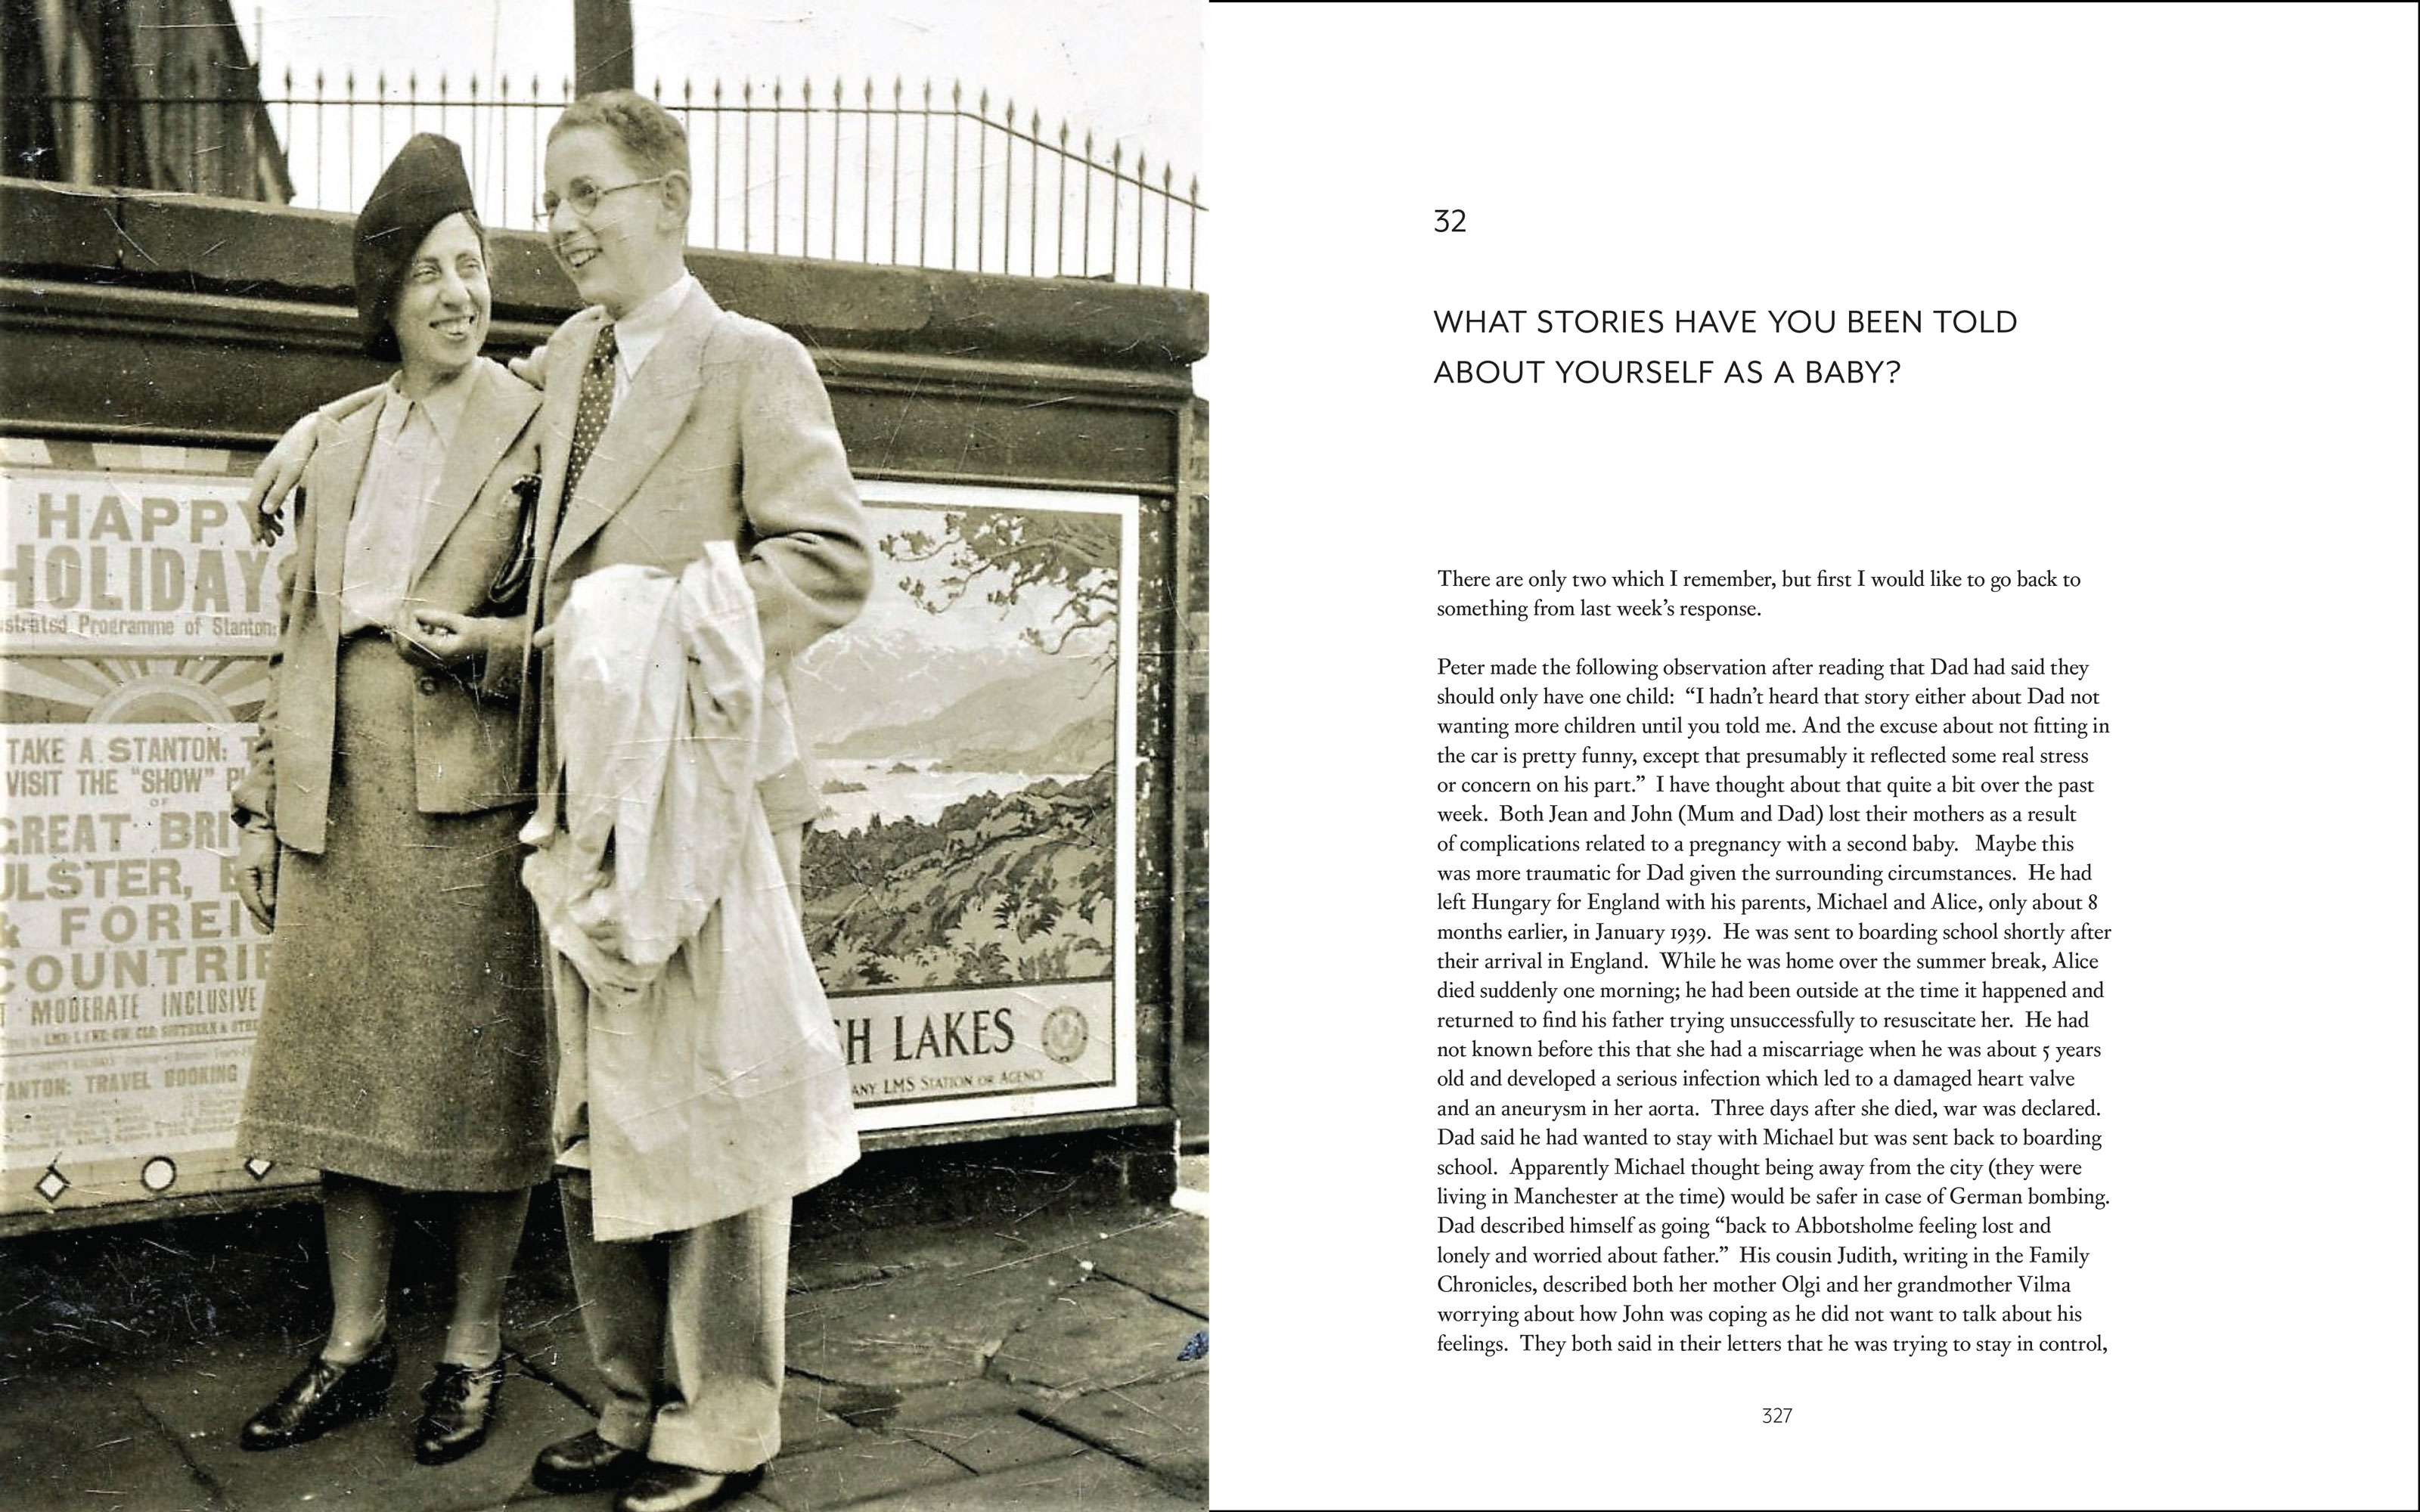 HAPPY
HOLIDAYS
strated Programme of Stanton:
TAKE A STANTON: T
VISIT THE "SHOW" PL
OF
GREAT BRI
ULSTER, E
& FOREIG
COUNTRIE
T MODERATE INCLUSIVE
ANTON: TRAVEL BOOKING
SH LAKES
ANY LMS STATION OR AGENCY
32
WHAT STORIES HAVE YOU BEEN TOLD
ABOUT YOURSELF AS A BABY?
There are only two which I remember, but first I would like to go back to
something from last week's response.
Peter made the following observation after reading that Dad had said they
should only have one child: “I hadn't heard that story either about Dad not
wanting more children until you told me. And the excuse about not fitting in
the car is pretty funny, except that presumably it reflected some real stress
or concern on his part.” I have thought about that quite a bit over the past
week. Both Jean and John (Mum and Dad) lost their mothers as a result
of complications related to a pregnancy with a second baby. Maybe this
was more traumatic for Dad given the surrounding circumstances. He had
left Hungary for England with his parents, Michael and Alice, only about 8
months earlier, in January 1939. He was sent to boarding school shortly after
their arrival in England. While he was home over the summer break, Alice
died suddenly one morning; he had been outside at the time it happened and
returned to find his father trying unsuccessfully to resuscitate her. He had
not known before this that she had a miscarriage when he was about 5 years
old and developed a serious infection which led to a damaged heart valve
and an aneurysm in her aorta. Three days after she died, war was declared.
Dad said he had wanted to stay with Michael but was sent back to boarding
school. Apparently Michael thought being away from the city (they were
living in Manchester at the time) would be safer in case of German bombing.
Dad described himself as going “back to Abbotsholme feeling lost and
lonely and worried about father.” His cousin Judith, writing in the Family
Chronicles, described both her mother Olgi and her grandmother Vilma
worrying about how John was coping as he did not want to talk about his
feelings. They both said in their letters that he was trying to stay in control,
327